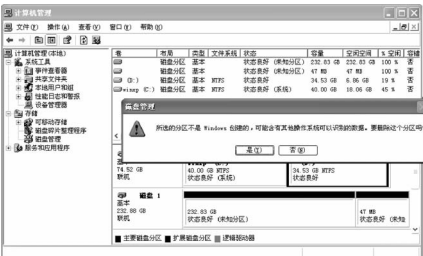 计算机管理
文件(F) 操作(A) 查看(V) 窗口(W) 帮助(H)
计算机管理(本地)
系统工具
事件查看器
共享文件夹
本地用户和组
性能日志和警报
设备管理器
存储
可移动存储
磁盘碎片整理程序
磁盘管理
服务和应用程序
卷 布局 类型 文件系统 状态 容量 空闲空间 % 空闲 容错
磁盘分区 基本 状态良好 (未知分区) 232.83 GB 232.83 GB 100 % 否
磁盘分区 基本 状态良好 (未知分区) 47 MB 47 MB 100 % 否
(D:) 磁盘分区 基本 NTFS 状态良好 34.53 GB 6.86 GB 19 % 否
winxp (C:) 磁盘分区 基本 NTFS 状态良好 (系统) 40.00 GB 18.06 GB 45 % 否
磁盘管理
所选的分区不是 Windows 创建的，可能含有其他操作系统可以识别的数据。要删除这个分区吗
是(Y) 否(N)
74.52 GB
联机
40.00 GB NTFS
状态良好 (系统)
34.53 GB NTFS
状态良好
磁盘 1
基本
232.88 GB
联机
232.83 GB
状态良好 (未知分区)
47 MB
状态良好 (未知
主要磁盘分区 扩展磁盘分区 逻辑驱动器